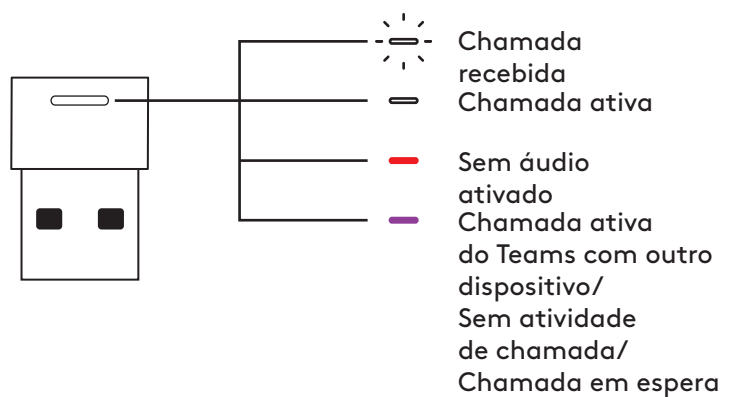 Chamada
recebida
Chamada ativa
Sem áudio
ativado
Chamada ativa
do Teams com outro
dispositivo/
Sem atividade
de chamada/
Chamada em espera